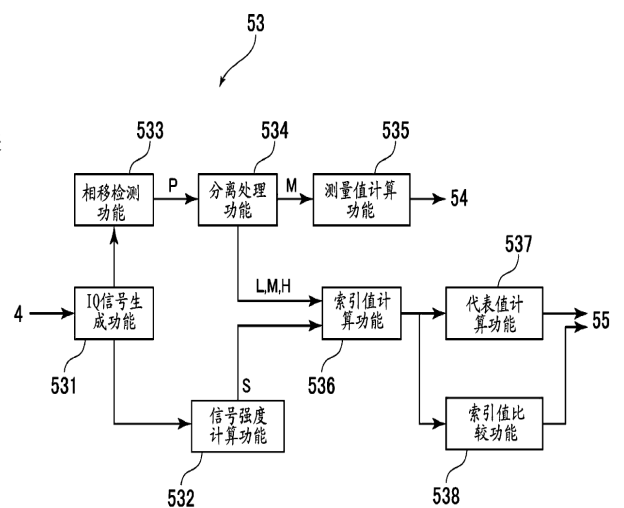 53
533
534
535
相移检测
功能
P
分离处理
功能
M
测量值计算
功能
54
L,M,H
537
4
IQ信号生
成功能
索引值计
算功能
代表值计
算功能
55
531
536
S
信号强度
计算功能
索引值比
较功能
532
538